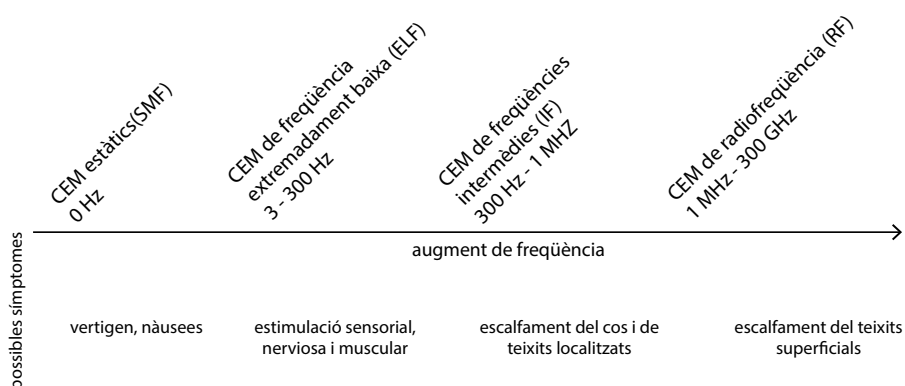 CEM estàtics(SMF)
0 Hz
CEM de freqüència
extremadament baixa (ELF)
3 - 300 Hz
CEM de freqüències
intermèdies (IF)
300 Hz - 1 MHZ
CEM de radiofreqüència (RF)
1 MHz - 300 GHz
augment de freqüència
possibles símptomes
vertigen, nàusees
estimulació sensorial,
nerviosa i muscular
escalfament del cos i de
teixits localitzats
escalfament del teixits
superficials